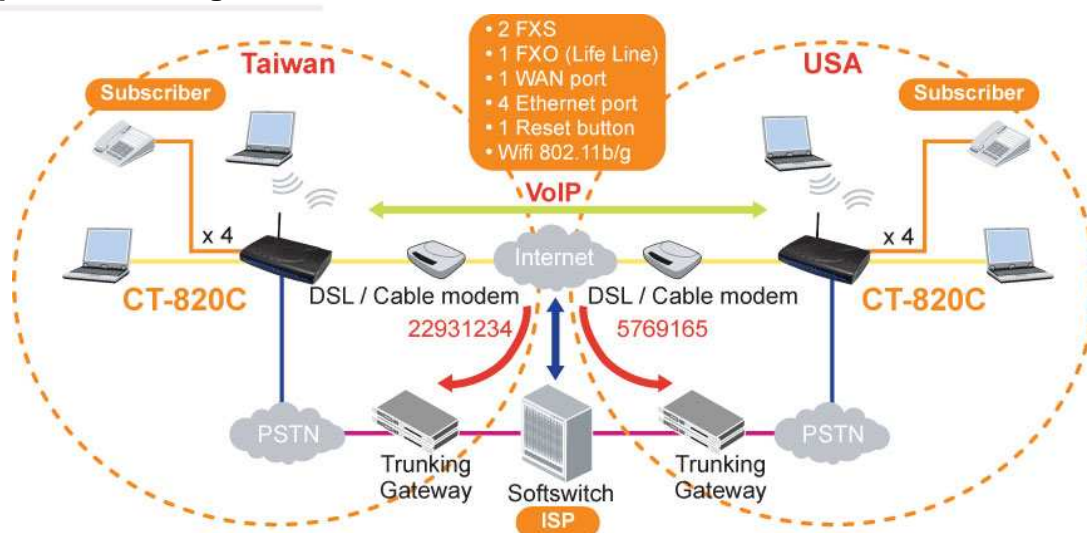 • 2 FXS
• 1 FXO (Life Line)
• 1 WAN port
• 4 Ethernet port
• 1 Reset button
• Wifi 802.11b/g
Taiwan
USA
Subscriber
Subscriber
VoIP
x 4
x 4
Internet
CT-820C
DSL / Cable modem
DSL / Cable modem
CT-820C
22931234
5769165
PSTN
PSTN
Trunking
Gateway
Softswitch
Trunking
Gateway
ISP